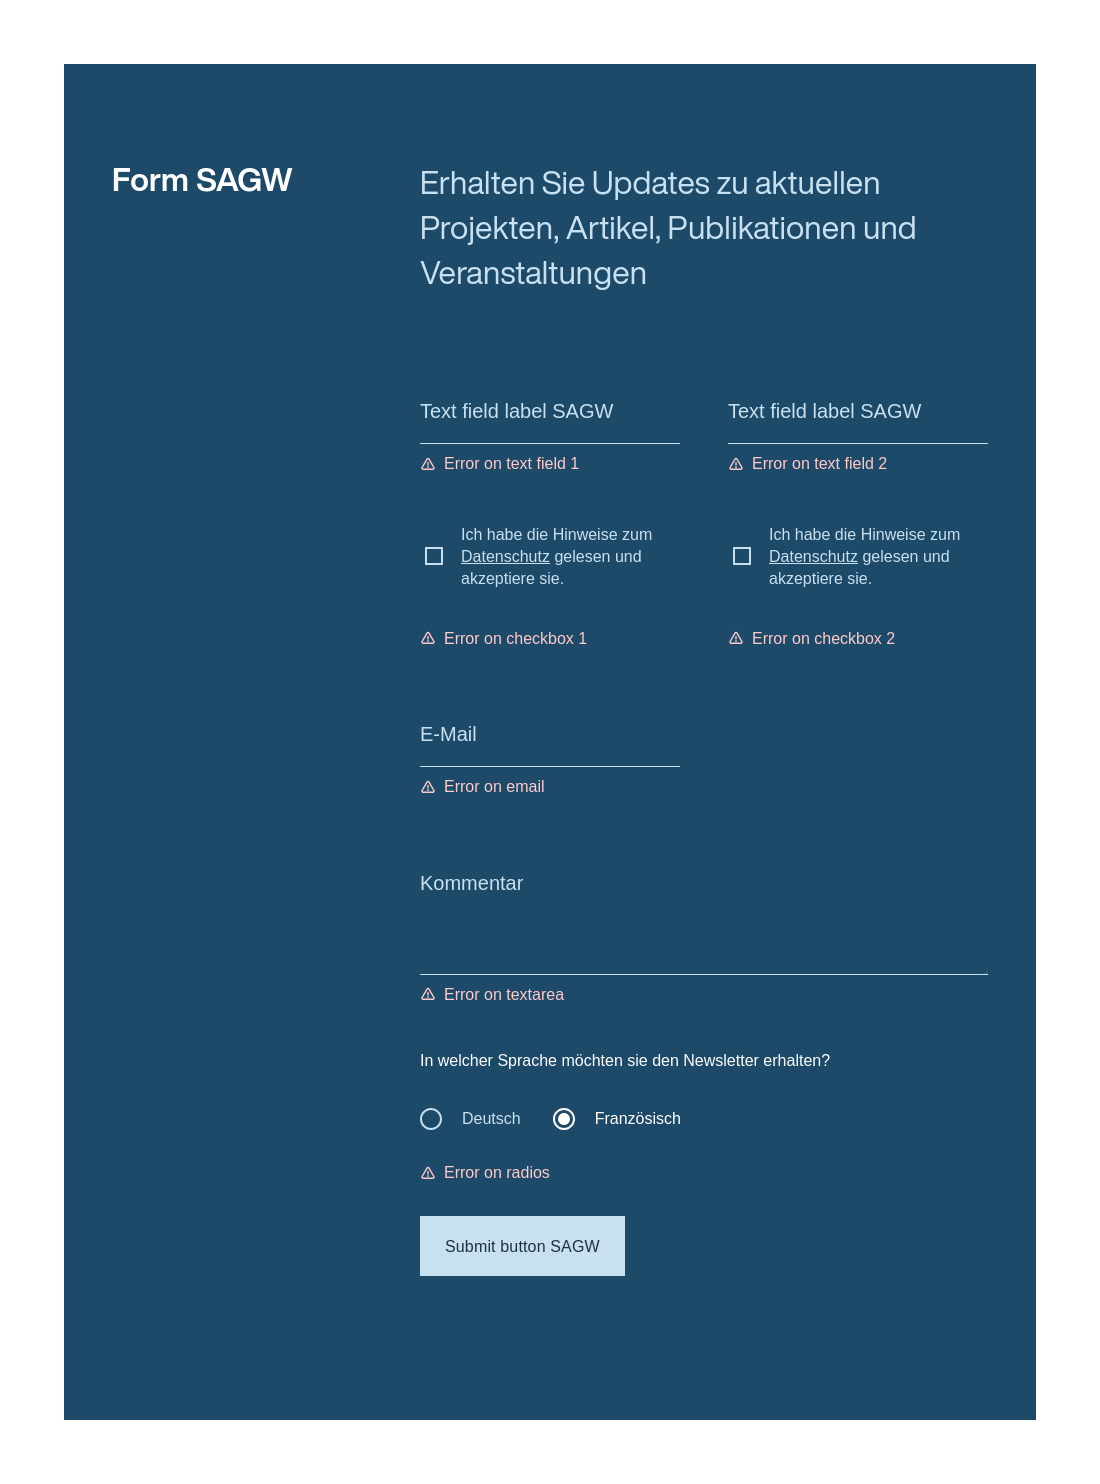 Form SAGW
Erhalten Sie Updates zu aktuellen
Projekten, Artikel, Publikationen und
Veranstaltungen
Text field label SAGW
Error on text field 1
Text field label SAGW
Error on text field 2
Ich habe die Hinweise zum
Datenschutz gelesen und
akzeptiere sie.
Error on checkbox 1
Ich habe die Hinweise zum
Datenschutz gelesen und
akzeptiere sie.
Error on checkbox 2
E-Mail
Error on email
Kommentar
Error on textarea
In welcher Sprache möchten sie den Newsletter erhalten?
Deutsch
Französisch
Error on radios
Submit button SAGW